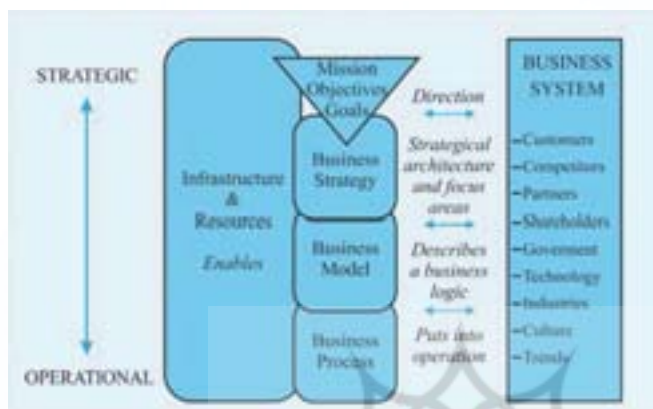 STRATEGIC
OPERATIONAL
Infrastructure
&
Resources
Enables
Mission
Objectives
Goals
Business
Strategy
Business
Model
Business
Process
Direction
Strategical
architecture
and focus
areas
Describes
a business
logic
Puts into
operation
BUSINESS
SYSTEM
Customers
Competitors
Partners
Shareholders
Goverment
Technology
Industries
Culture
Trends